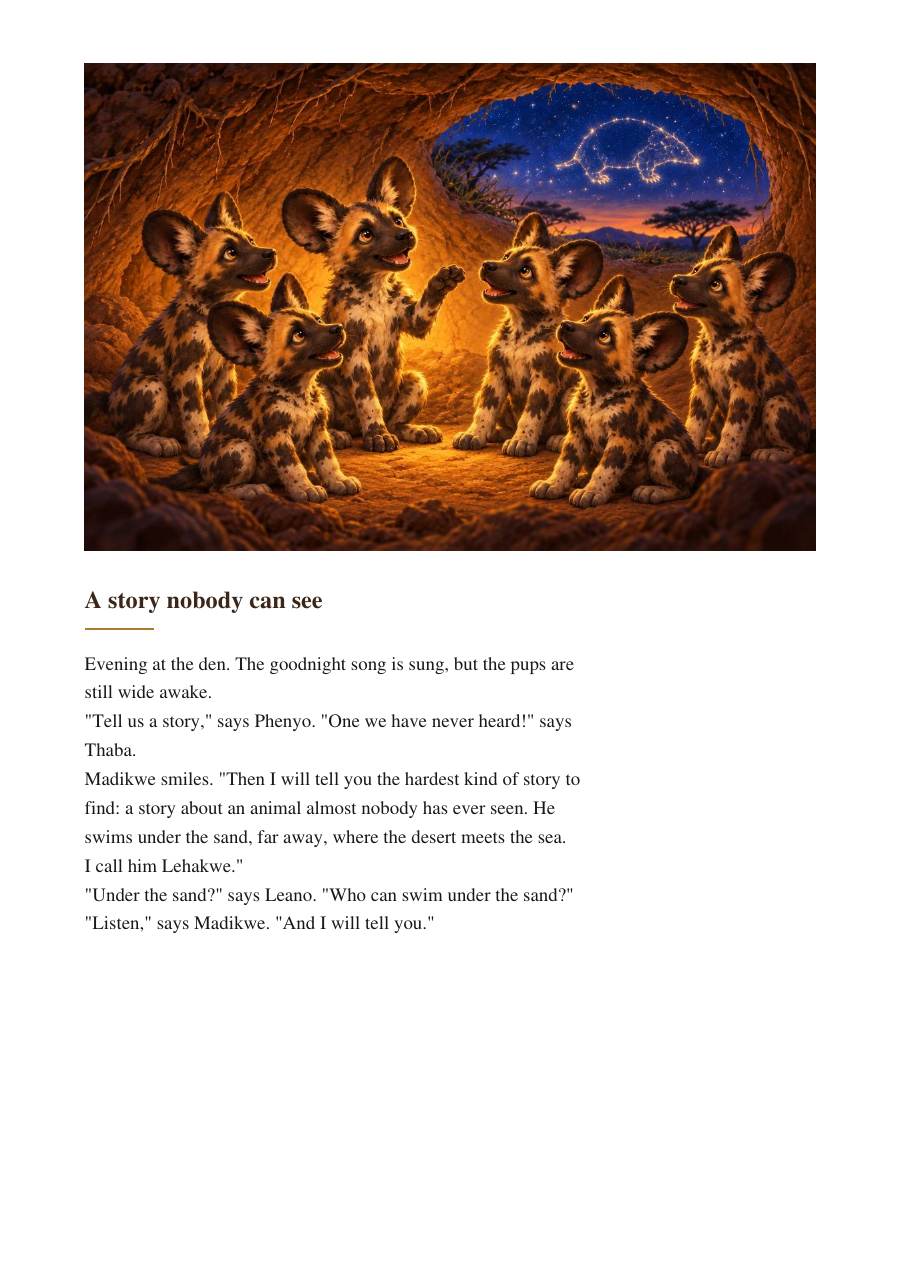 A story nobody can see
Evening at the den. The goodnight song is sung, but the pups are
still wide awake.
"Tell us a story," says Phenyo. "One we have never heard!" says
Thaba.
Madikwe smiles. "Then I will tell you the hardest kind of story to
find: a story about an animal almost nobody has ever seen. He
swims under the sand, far away, where the desert meets the sea.
I call him Lehakwe."
"Under the sand?" says Leano. "Who can swim under the sand?"
"Listen," says Madikwe. "And I will tell you."